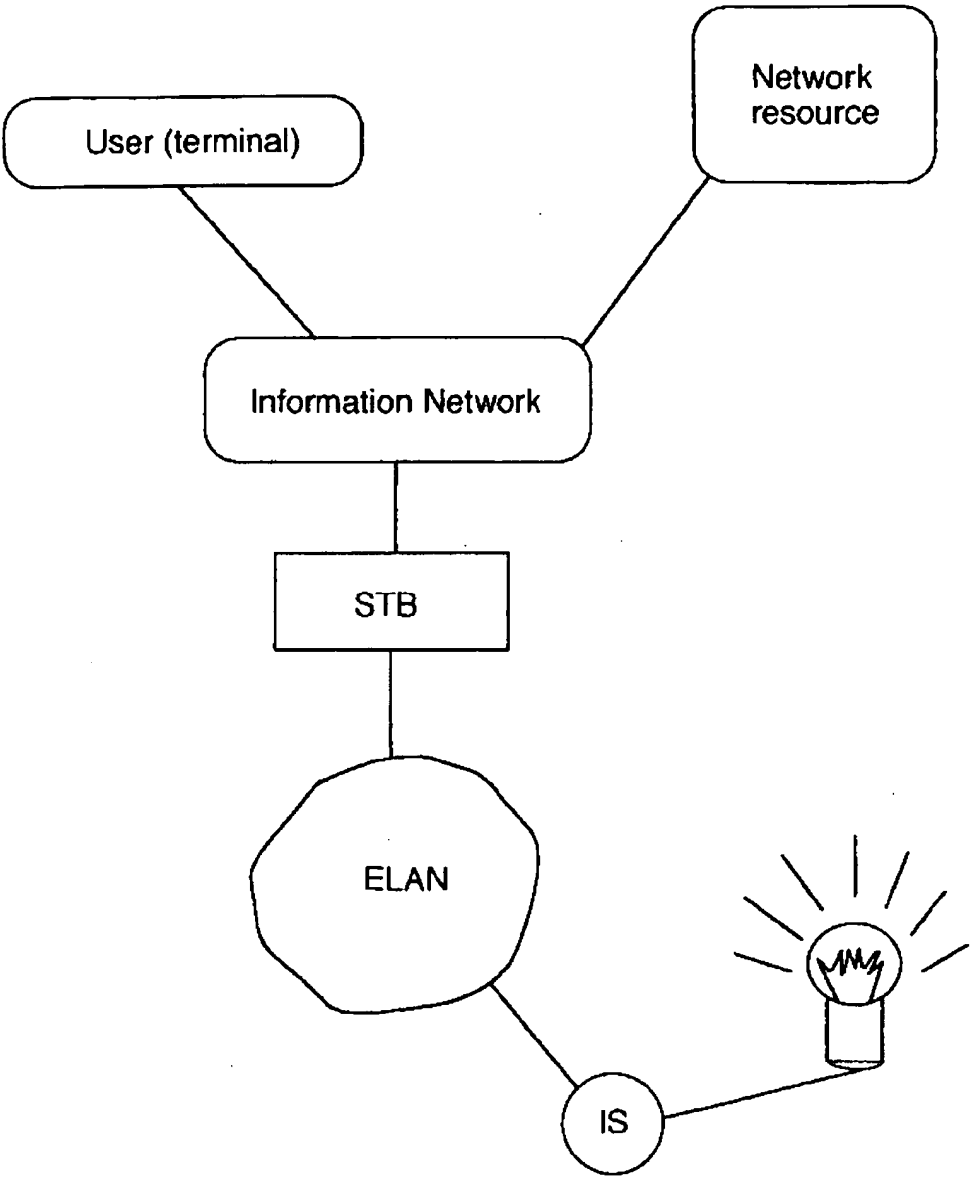 Network
resource
User (terminal)
Information Network
STB
ELAN
IS